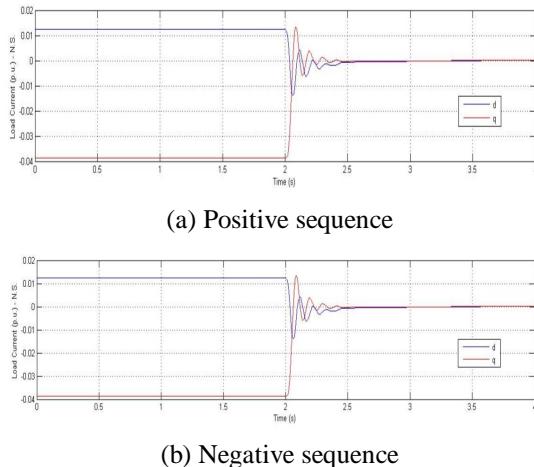 0.02
0.01
0
-0.01
-0.02
-0.03
-0.04
Load Current (p.u.) - N.S.
d
q
0 0.5 1 1.5 2 2.5 3 3.5 4
Time (s)
(a) Positive sequence
0.02
0.01
0
-0.01
-0.02
-0.03
-0.04
Load Current (p.u.) - N.S.
d
q
0 0.5 1 1.5 2 2.5 3 3.5
Time (s)
(b) Negative sequence